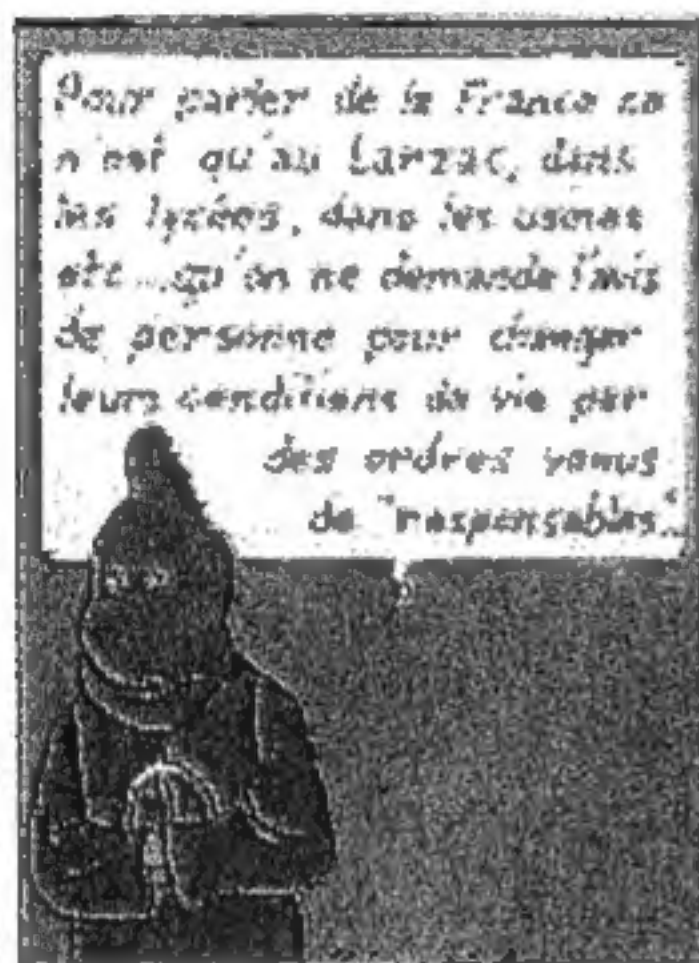 Pour parler de la France ce
n'est qu'au Larzac, dans
les lycées, dans les usines
etc...qu'on ne demande l'avis
de personne pour changer
leurs conditions de vie par
des ordres venus
de "responsables".